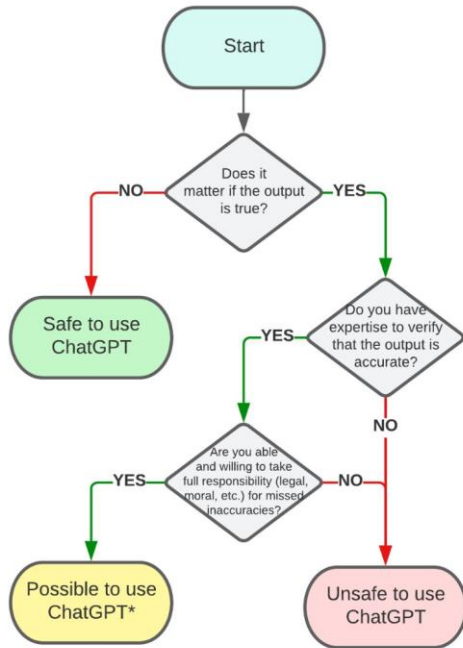 Start
Does it
matter if the output
is true?
NO
YES
Safe to use
ChatGPT
Do you have
expertise to verify
that the output is
accurate?
YES
NO
Are you able
and willing to take
full responsibility (legal,
moral, etc.) for missed
inaccuracies?
YES
NO
Possible to use
ChatGPT*
Unsafe to use
ChatGPT